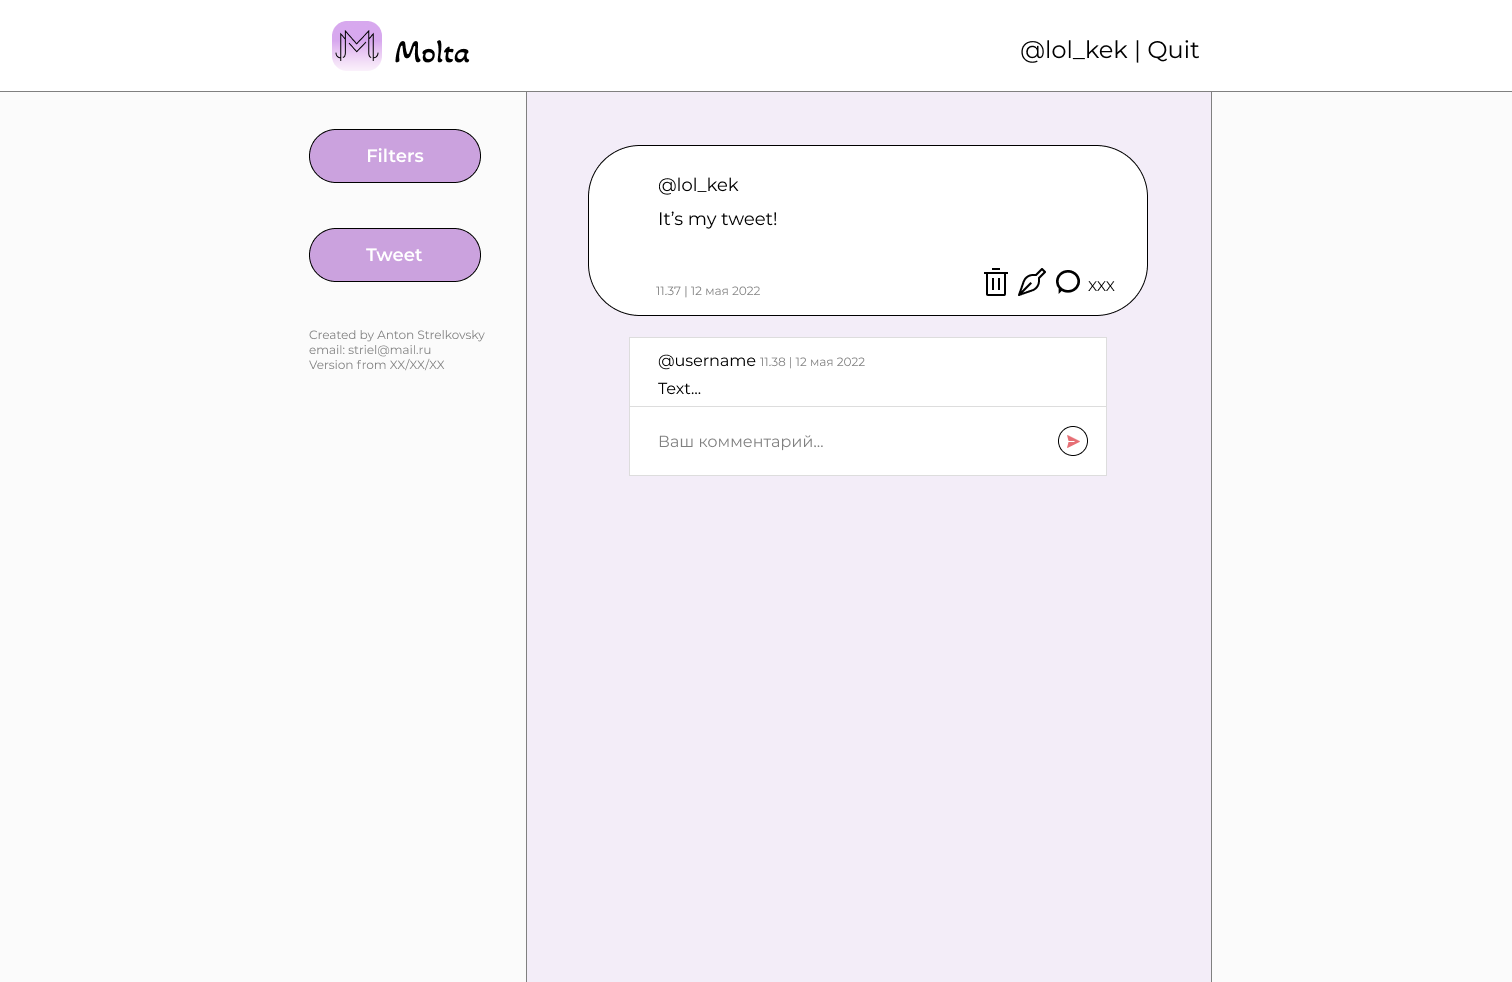 Molta
@lol_kek | Quit
Filters
Tweet
Created by Anton Strelkovsky
email: striel@mail.ru
Version from XX/XX/XX
@lol_kek
It’s my tweet!
11.37 | 12 мая 2022
XXX
@username 11.38 | 12 мая 2022
Text...
Ваш комментарий...